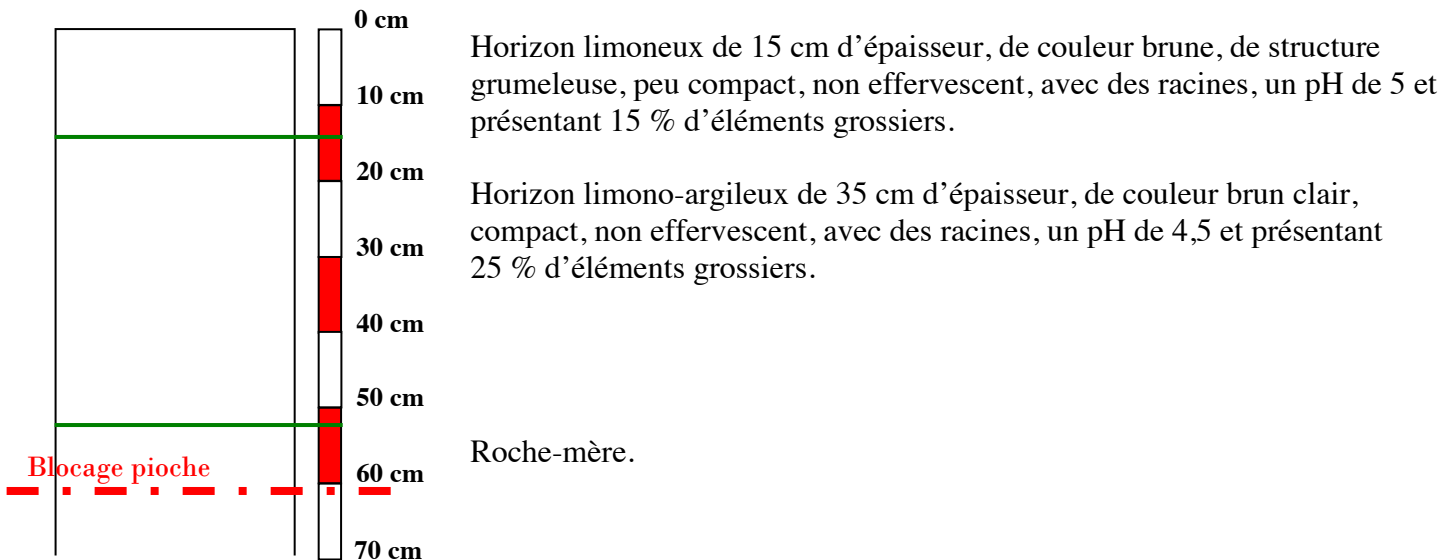 0 cm
Horizon limoneux de 15 cm d’épaisseur, de couleur brune, de structure
grumeleuse, peu compact, non effervescent, avec des racines, un pH de 5 et
présentant 15 % d’éléments grossiers.
10 cm
20 cm
Horizon limono-argileux de 35 cm d’épaisseur, de couleur brun clair,
compact, non effervescent, avec des racines, un pH de 4,5 et présentant
25 % d’éléments grossiers.
30 cm
40 cm
50 cm
Roche-mère.
Blocage pioche
60 cm
70 cm